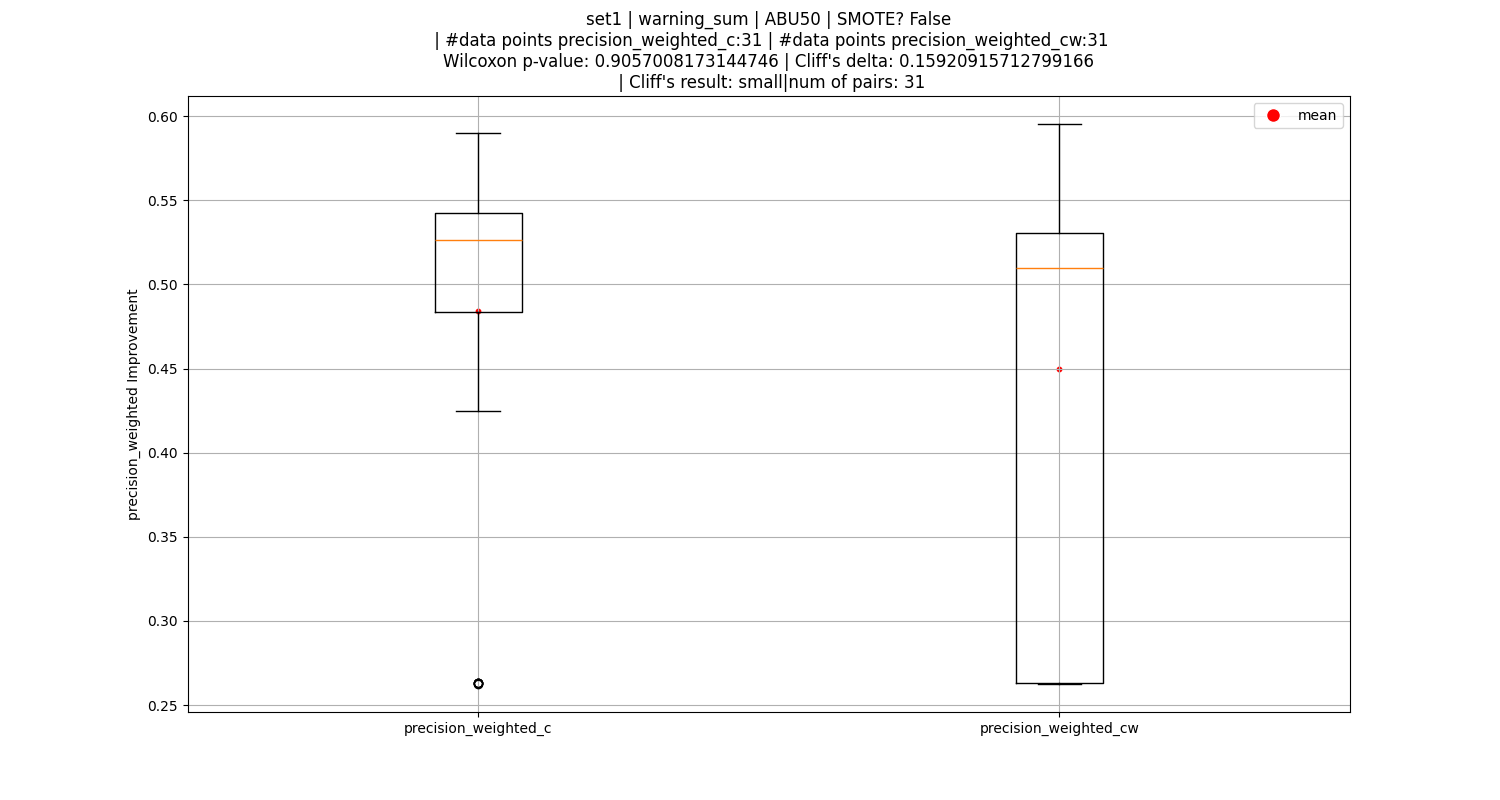 set1 | warning_sum | ABU50 | SMOTE? False
| #data points precision_weighted_c:31 | #data points precision_weighted_cw:31
Wilcoxon p-value: 0.9057008173144746 | Cliff's delta: 0.15920915712799166
| Cliff's result: small|num of pairs: 31
mean
0.60
0.55
0.50
0.45
0.40
0.35
0.30
0.25
precision_weighted Improvement
precision_weighted_c
precision_weighted_cw